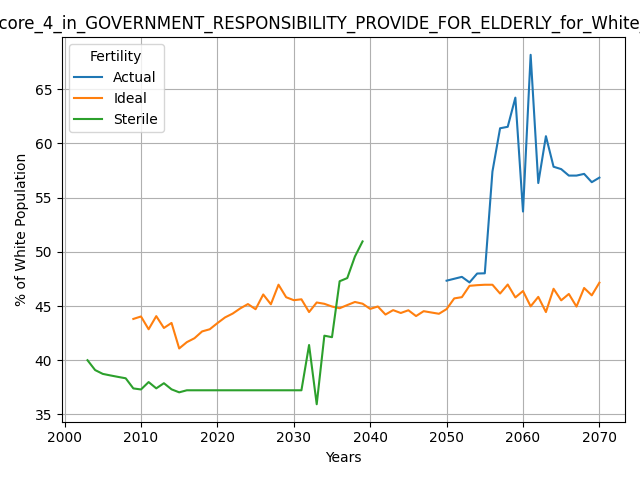 core_4_in_GOVERNMENT_RESPONSIBILITY_PROVIDE_FOR_ELDERLY_for_White_
Fertility
Actual
Ideal
Sterile
% of White Population
65
60
55
50
45
40
35
2000
2010
2020
2030
2040
2050
2060
2070
Years